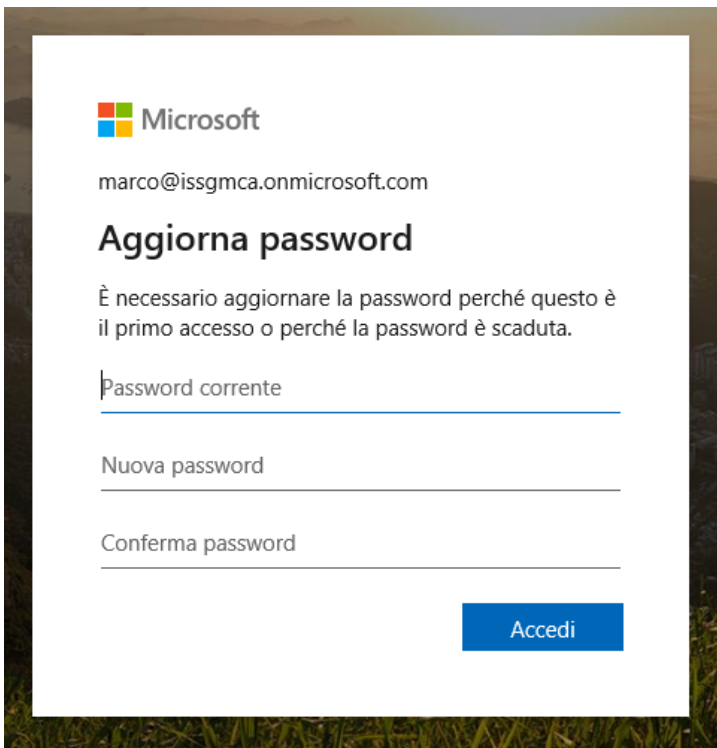 Microsoft
marco@issgmca.onmicrosoft.com
Aggiorna password
È necessario aggiornare la password perché questo è
il primo accesso o perché la password è scaduta.
Password corrente
Nuova password
Conferma password
Accedi